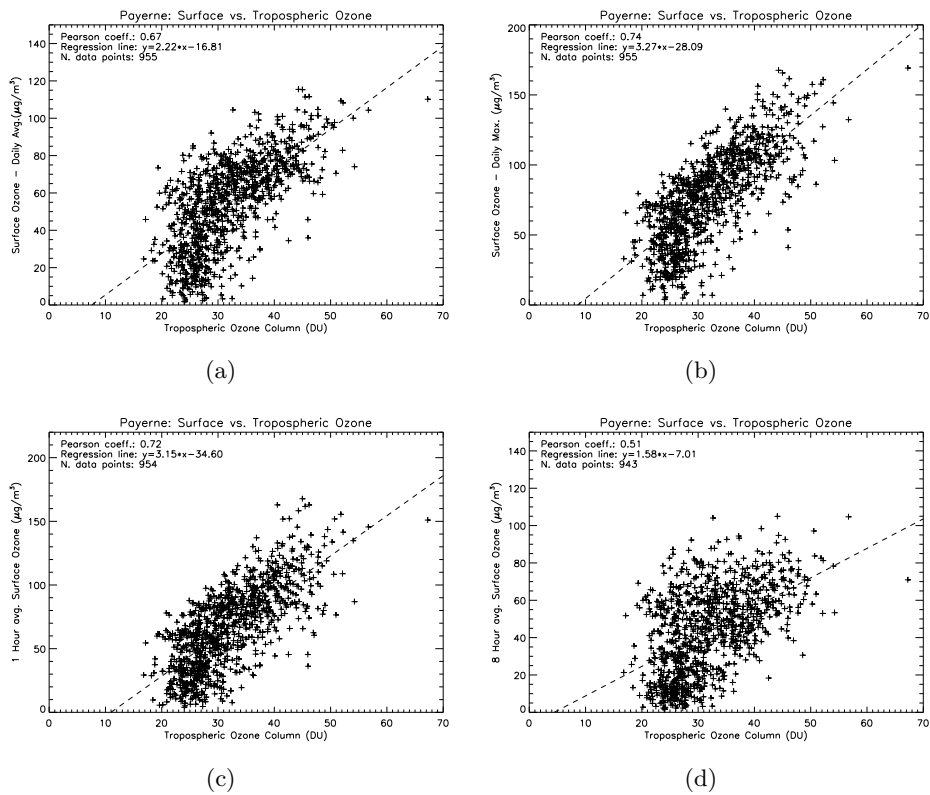 Payerne: Surface vs. Tropospheric Ozone
Pearson coeff.: 0.67
Regression line: y=2.22*x-16.81
N. data points: 955
140
120
100
80
60
40
20
0
Surface Ozone - Daily Avg.(μg/m³)
0 10 20 30 40 50 60 70
Tropospheric Ozone Column (DU)
(a)
Payerne: Surface vs. Tropospheric Ozone
Pearson coeff.: 0.74
Regression line: y=3.27*x-28.09
N. data points: 955
200
150
100
50
0
Surface Ozone - Daily Max. (μg/m³)
0 10 20 30 40 50 60 70
Tropospheric Ozone Column (DU)
(b)
Payerne: Surface vs. Tropospheric Ozone
Pearson coeff.: 0.72
Regression line: y=3.15*x-34.60
N. data points: 954
200
150
100
50
0
1 Hour avg. Surface Ozone (μg/m³)
0 10 20 30 40 50 60 70
Tropospheric Ozone Column (DU)
(c)
Payerne: Surface vs. Tropospheric Ozone
Pearson coeff.: 0.51
Regression line: y=1.58*x-7.01
N. data points: 943
140
120
100
80
60
40
20
0
8 Hour avg. Surface Ozone (μg/m³)
0 10 20 30 40 50 60 70
Tropospheric Ozone Column (DU)
(d)